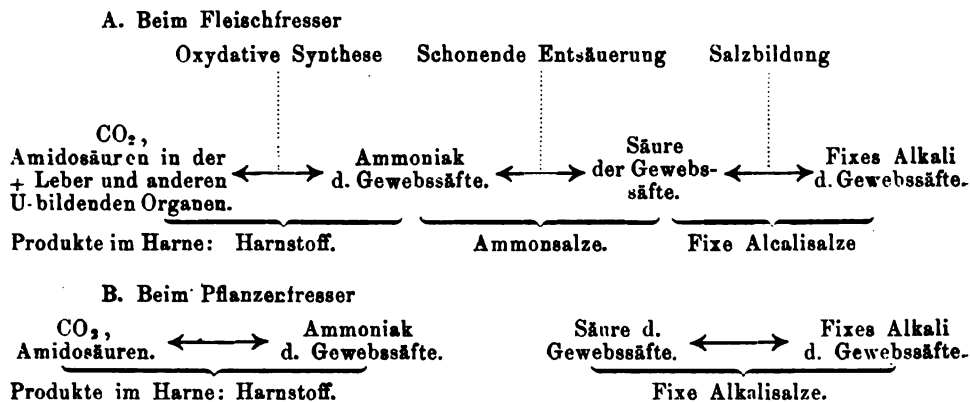 A. Beim Fleischfresser
Oxydative Synthese Schonende Entsäuerung Salzbildung
CO₂,
Amidosäuren in der
+ Leber und anderen
U-bildenden Organen.
Ammoniak
d. Gewebssäfte.
Säure
der Gewebs-
säfte.
Fixes Alkali
d. Gewebssäfte.
Produkte im Harne: Harnstoff. Ammonsalze. Fixe Alcalisalze
B. Beim Pflanzenfresser
CO₂,
Amidosäuren.
Ammoniak
d. Gewebssäfte.
Säure d.
Gewebssäfte.
Fixes Alkali
d. Gewebssäfte.
Produkte im Harne: Harnstoff. Fixe Alkalisalze.